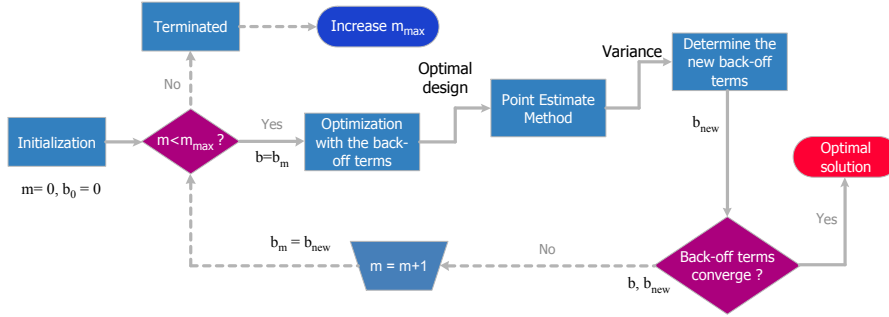 Terminated
Increase m_max
No
Initialization
m= 0, b_0 = 0
m<m_max ?
Yes
b=b_m
Optimization
with the back-
off terms
Optimal
design
Point Estimate
Method
Variance
Determine the
new back-off
terms
b_new
Optimal
solution
Yes
Back-off terms
converge ?
b, b_new
No
m = m+1
b_m = b_new